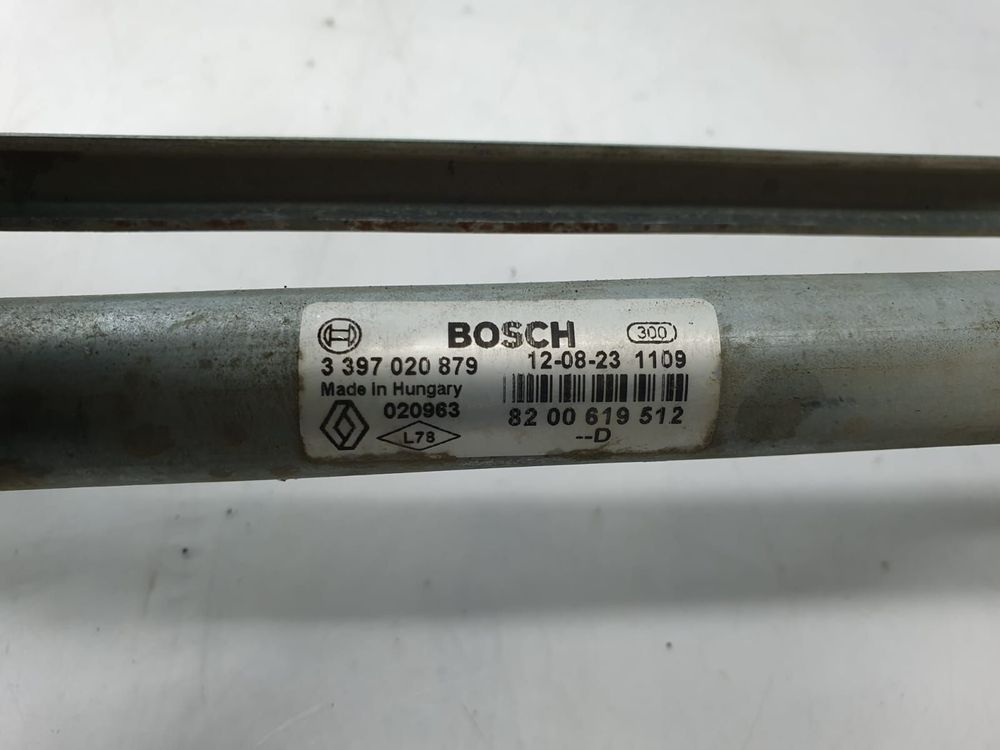 BOSCH 300
3 397 020 879 12-08-23 1109
Made in Hungary
020963 82 00 619 512
L78 --D